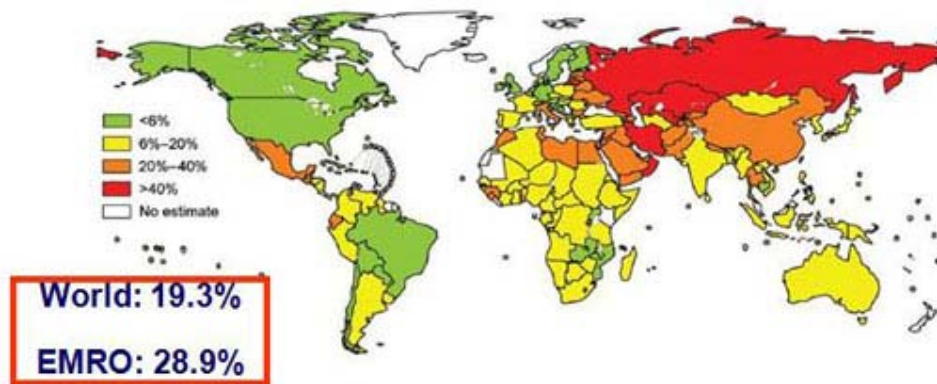 <6%
6%–20%
20%–40%
>40%
No estimate
World: 19.3%
EMRO: 28.9%